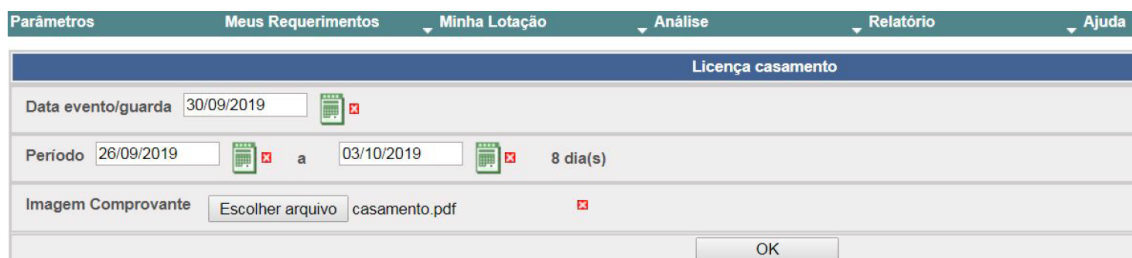 Parâmetros Meus Requerimentos Minha Lotação Análise Relatório Ajuda
Licença casamento
Data evento/guarda 30/09/2019
Período 26/09/2019 a 03/10/2019 8 dia(s)
Imagem Comprovante Escolher arquivo casamento.pdf
OK